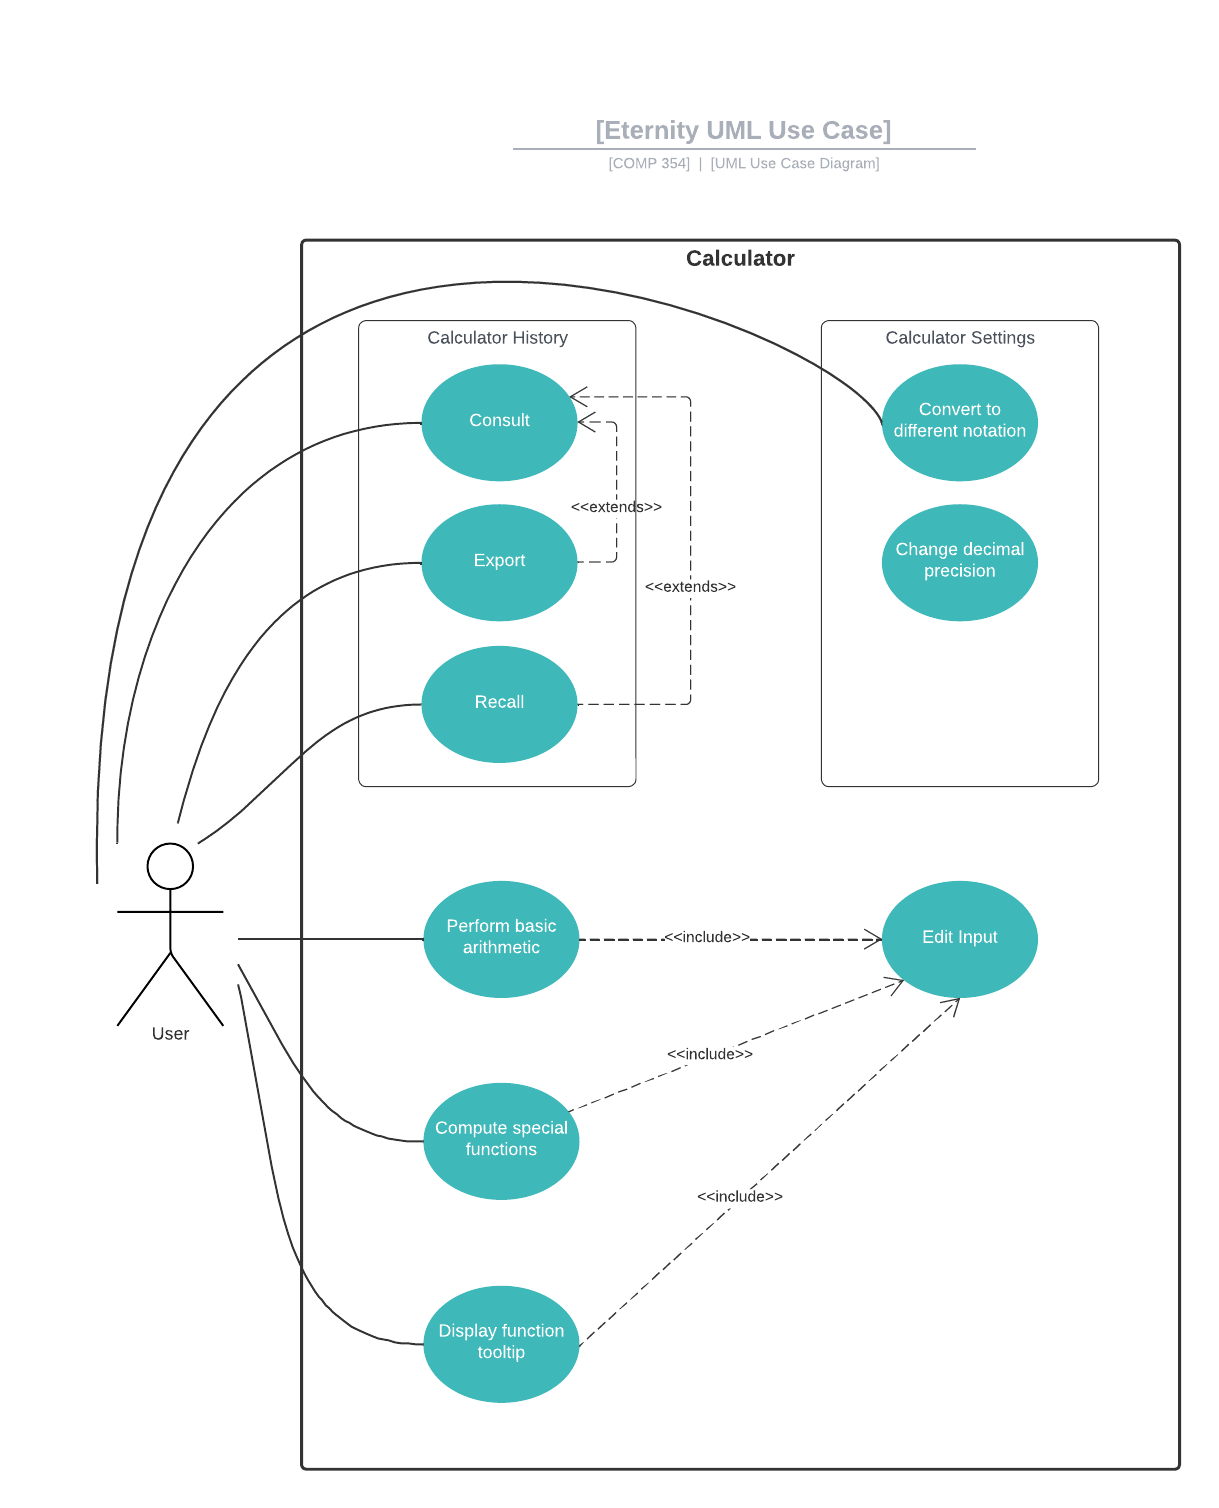 [Eternity UML Use Case]
[COMP 354] | [UML Use Case Diagram]
Calculator
Calculator History
Calculator Settings
Consult
Convert to
different notation
<<extends>>
Export
Change decimal
precision
<<extends>>
Recall
Perform basic
arithmetic
<<include>>
Edit Input
User
<<include>>
Compute special
functions
<<include>>
Display function
tooltip